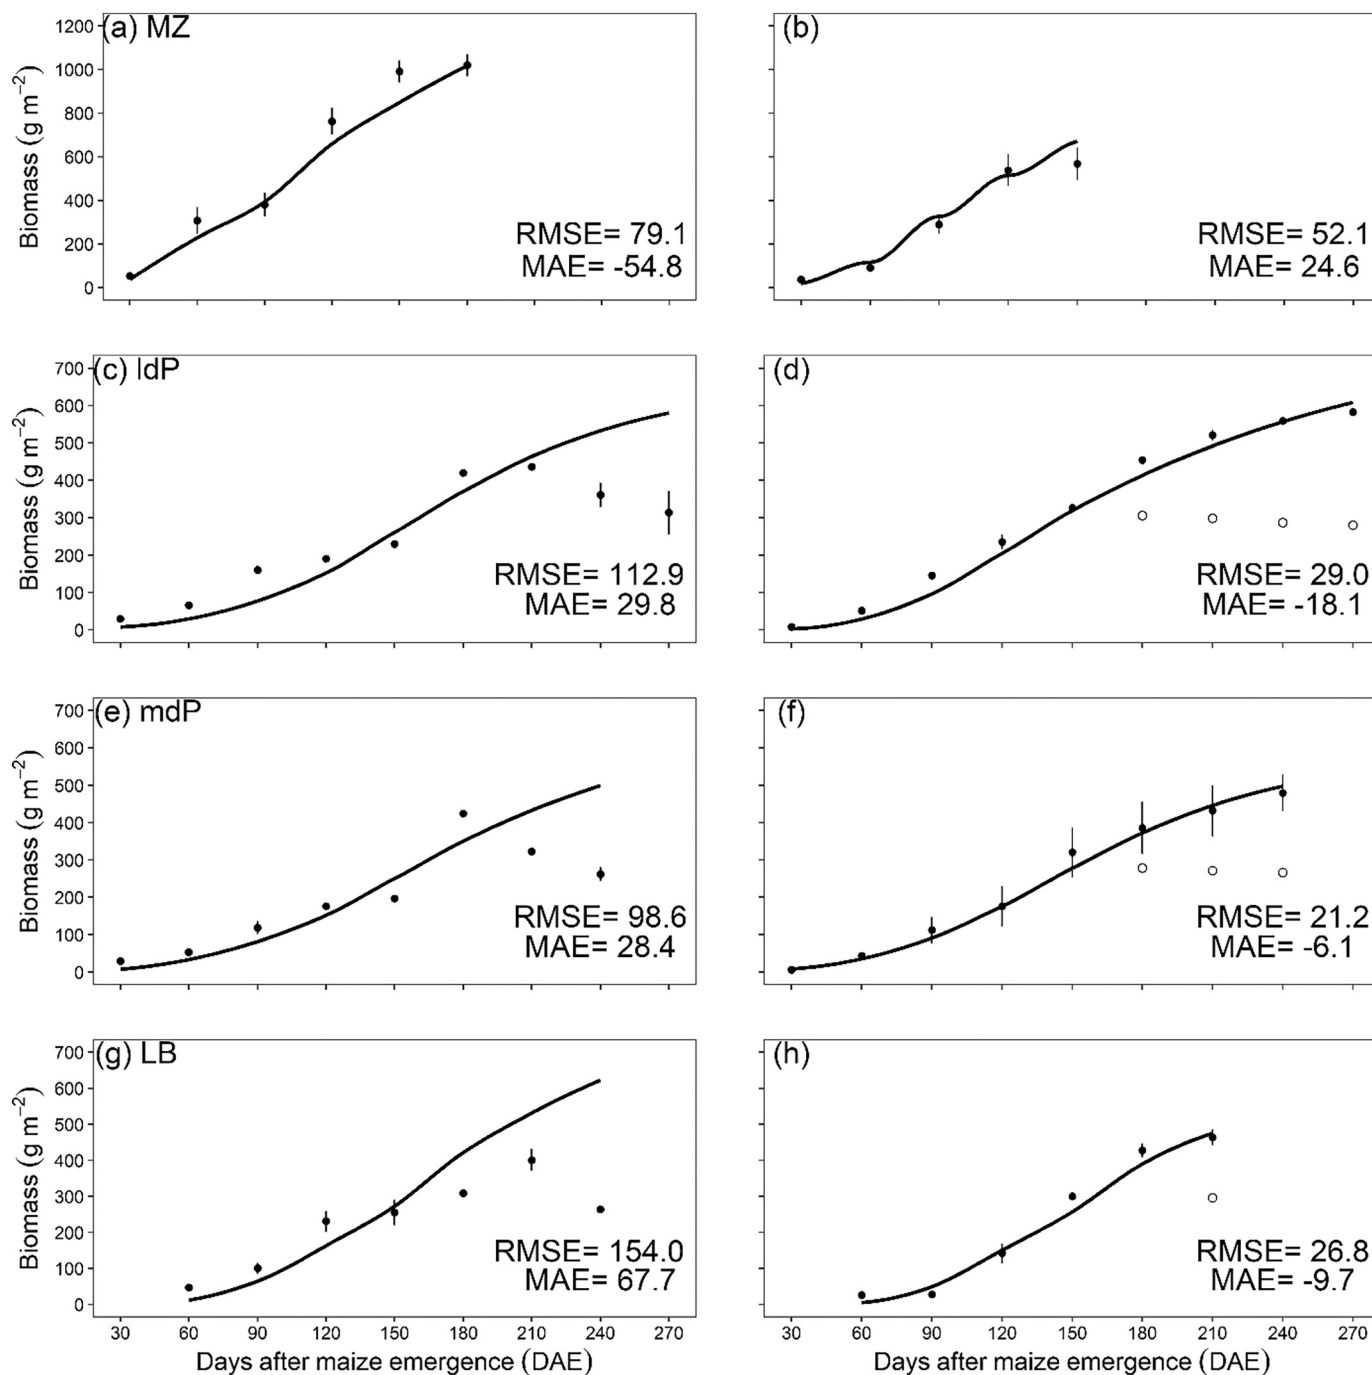 (a) MZ
1200
1000
800
600
400
200
0
Biomass (g m−2)
RMSE= 79.1
MAE= -54.8
(b)
RMSE= 52.1
MAE= 24.6
(c) ldP
700
600
500
400
300
200
100
0
Biomass (g m−2)
RMSE= 112.9
MAE= 29.8
(d)
RMSE= 29.0
MAE= -18.1
(e) mdP
700
600
500
400
300
200
100
0
Biomass (g m−2)
RMSE= 98.6
MAE= 28.4
(f)
RMSE= 21.2
MAE= -6.1
(g) LB
700
600
500
400
300
200
100
0
Biomass (g m−2)
RMSE= 154.0
MAE= 67.7
30 60 90 120 150 180 210 240 270
Days after maize emergence (DAE)
(h)
RMSE= 26.8
MAE= -9.7
30 60 90 120 150 180 210 240 270
Days after maize emergence (DAE)